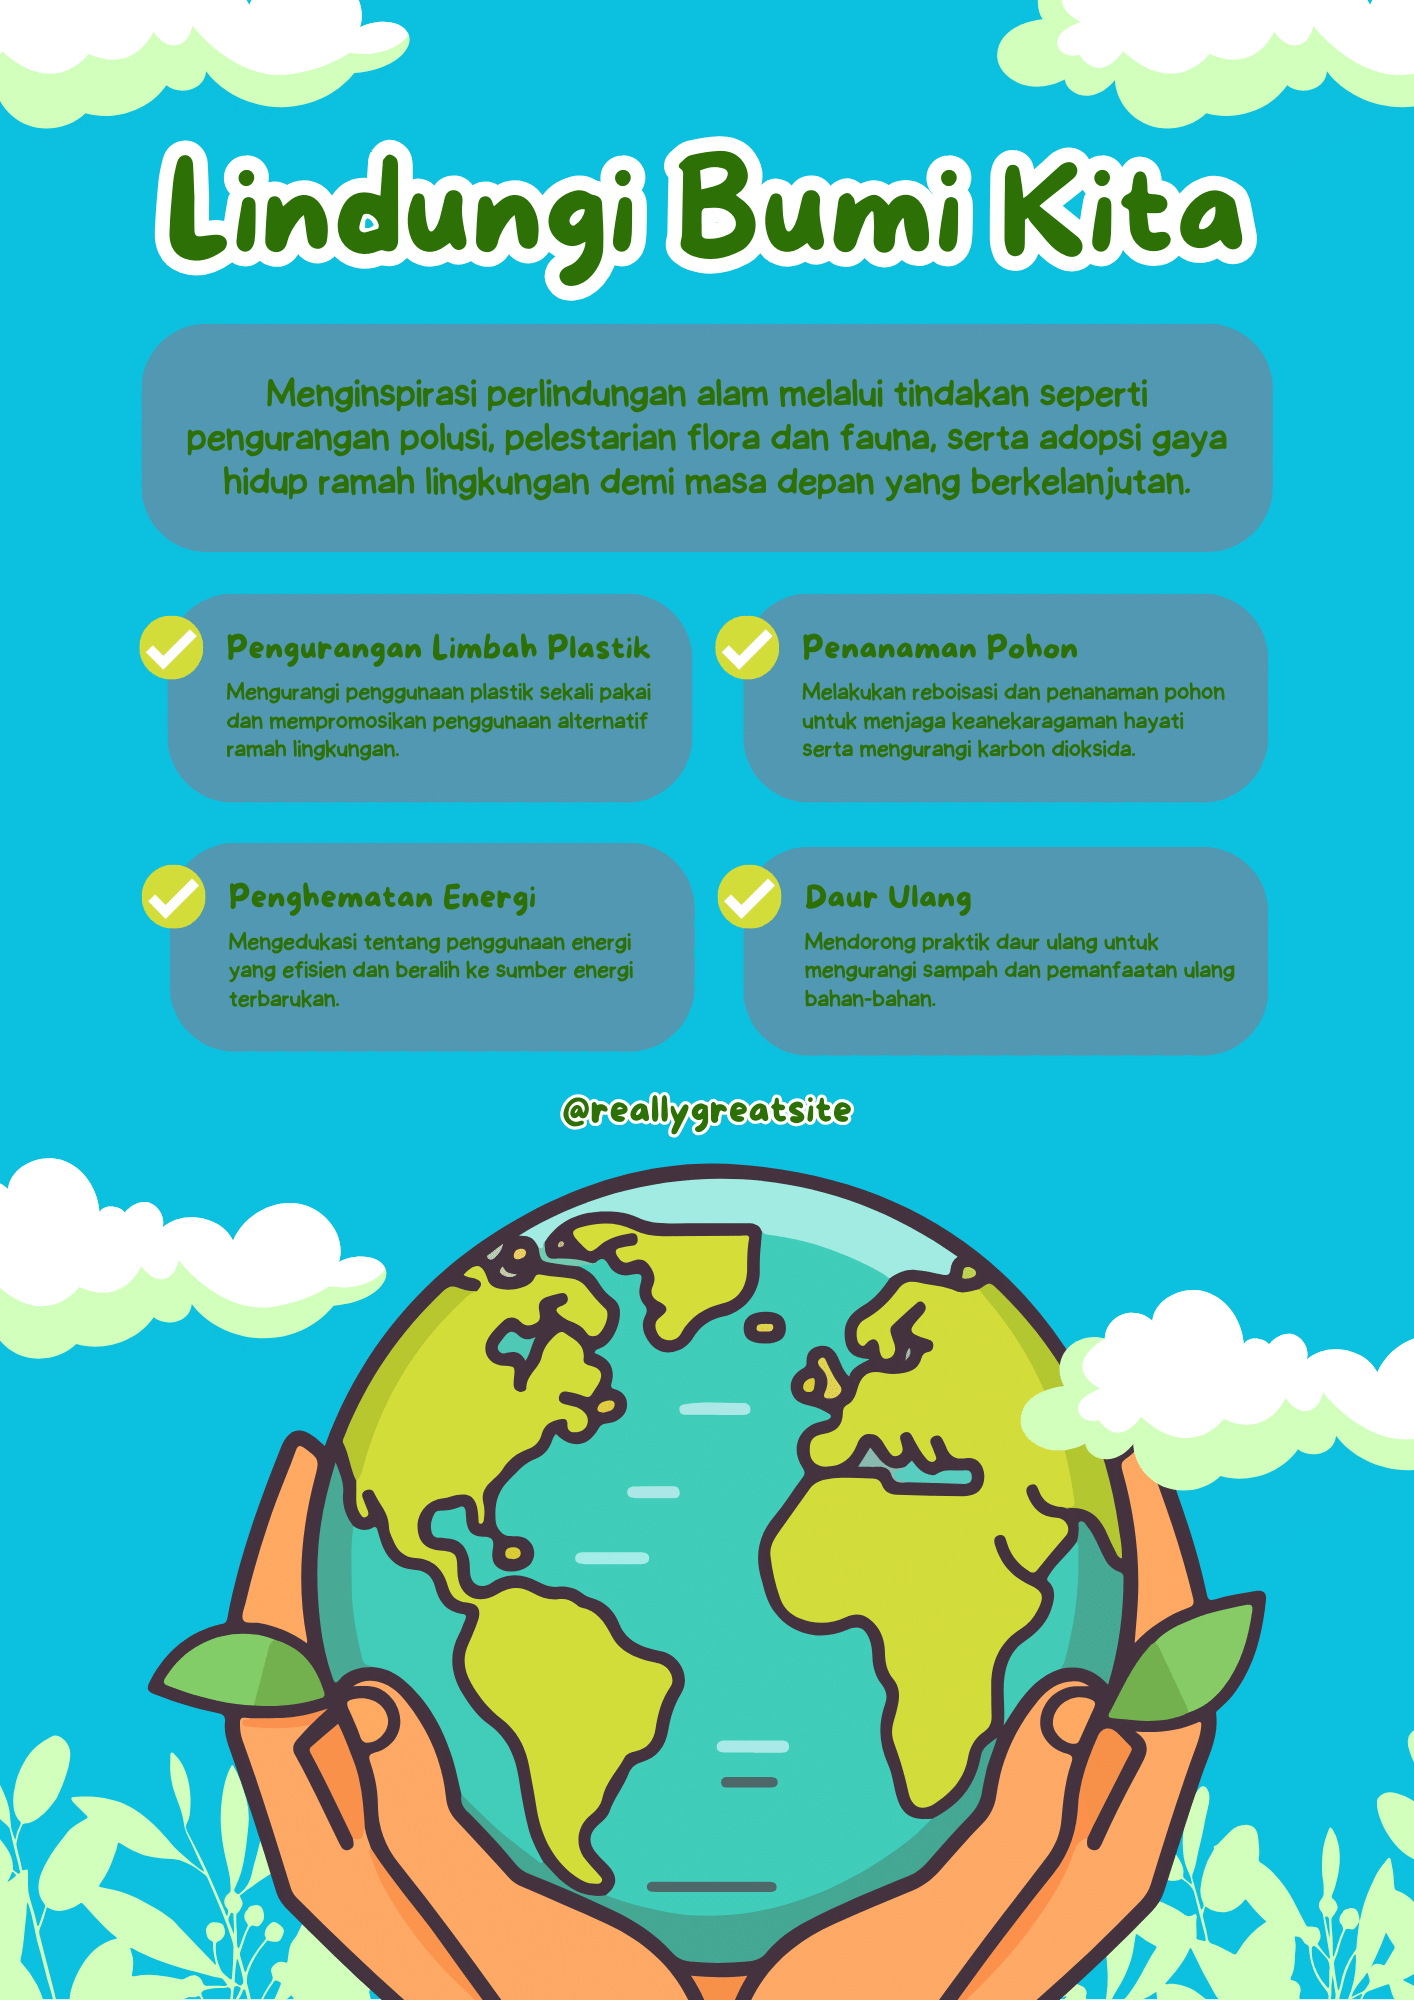 Lindungi Bumi Kita
Menginspirasi perlindungan alam melalui tindakan seperti
pengurangan polusi, pelestarian flora dan fauna, serta adopsi gaya
hidup ramah lingkungan demi masa depan yang berkelanjutan.
Pengurangan Limbah Plastik
Mengurangi penggunaan plastik sekali pakai
dan mempromosikan penggunaan alternatif
ramah lingkungan.
Penanaman Pohon
Melakukan reboisasi dan penanaman pohon
untuk menjaga keanekaragaman hayati
serta mengurangi karbon dioksida.
Penghematan Energi
Mengedukasi tentang penggunaan energi
yang efisien dan beralih ke sumber energi
terbarukan.
Daur Ulang
Mendorong praktik daur ulang untuk
mengurangi sampah dan pemanfaatan ulang
bahan-bahan.
@reallygreatsite